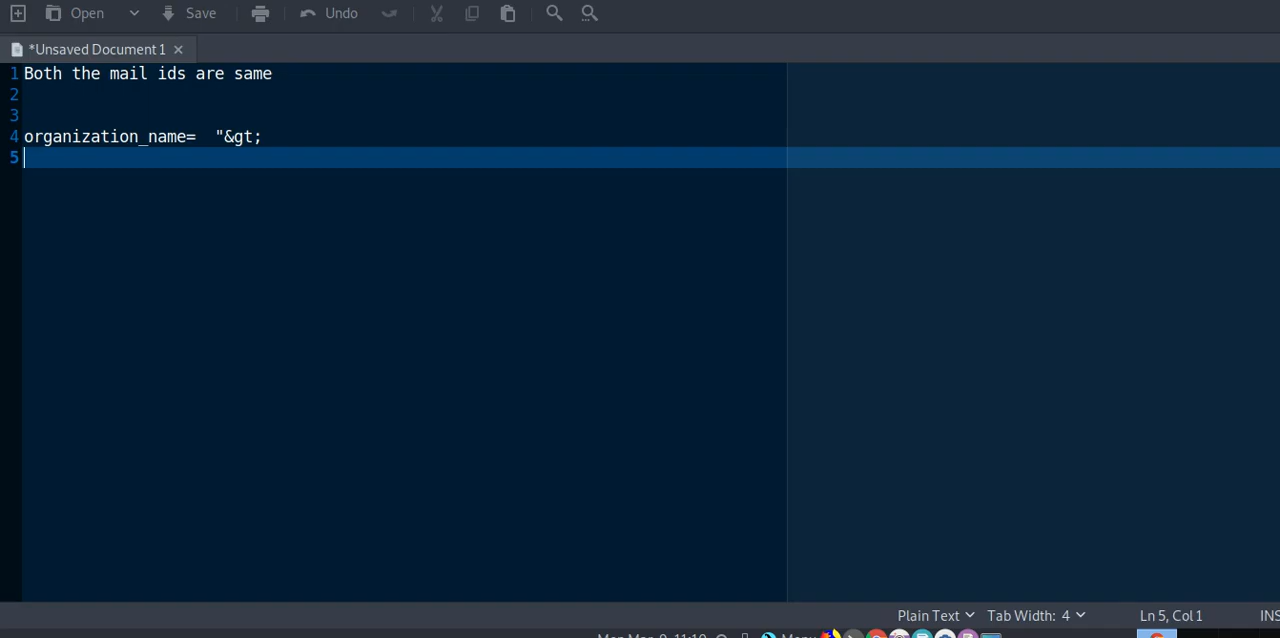 Open Save Undo
*Unsaved Document 1
1 Both the mail ids are same
2
3
4 organization_name=  "&gt;
5
Plain Text Tab Width: 4 Ln 5, Col 1 INS
Menu